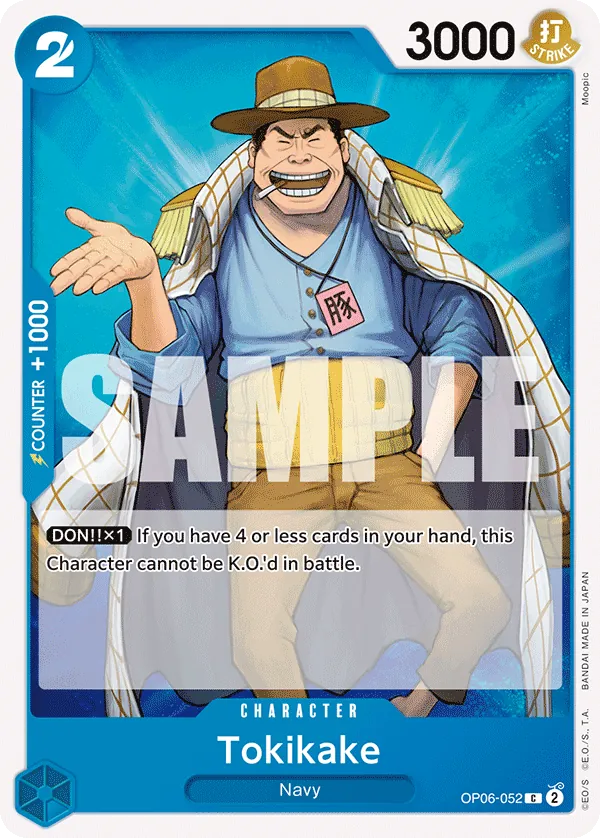 2
3000
打
STRIKE
Moopic
豚
COUNTER +1000
SAMPLE
DON!!×1 If you have 4 or less cards in your hand, this
Character cannot be K.O.'d in battle.
CHARACTER
Tokikake
Navy
OP06-052 C 2
©EO/S ©E.O./S., T.A. BANDAI MADE IN JAPAN